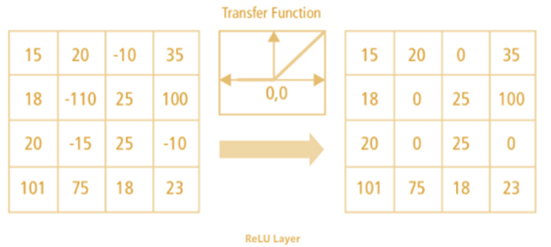 Transfer Function
15 20 -10 35
18 -110 25 100
20 -15 25 -10
101 75 18 23
0,0
15 20 0 35
18 0 25 100
20 0 25 0
101 75 18 23
ReLU Layer